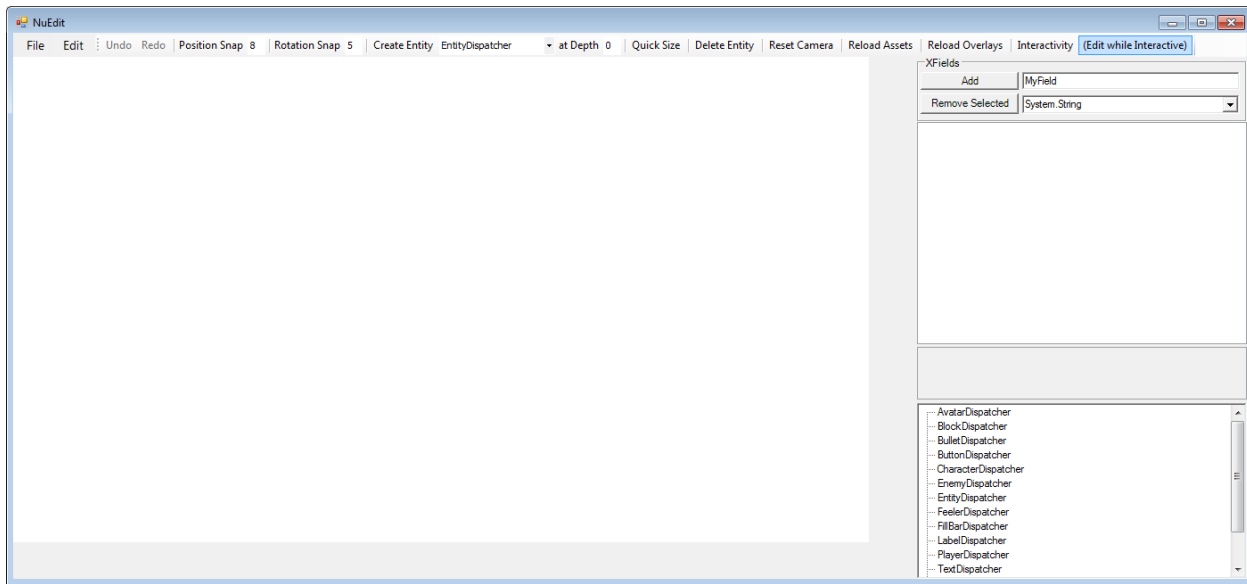 NuEdit
File Edit Undo Redo Position Snap 8 Rotation Snap 5 Create Entity EntityDispatcher at Depth 0 Quick Size Delete Entity Reset Camera Reload Assets Reload Overlays Interactivity (Edit while Interactive)
XFields
Add MyField
Remove Selected System.String
AvatarDispatcher
BlockDispatcher
BulletDispatcher
ButtonDispatcher
CharacterDispatcher
EnemyDispatcher
EntityDispatcher
FeelerDispatcher
FillBarDispatcher
LabelDispatcher
PlayerDispatcher
TextDispatcher